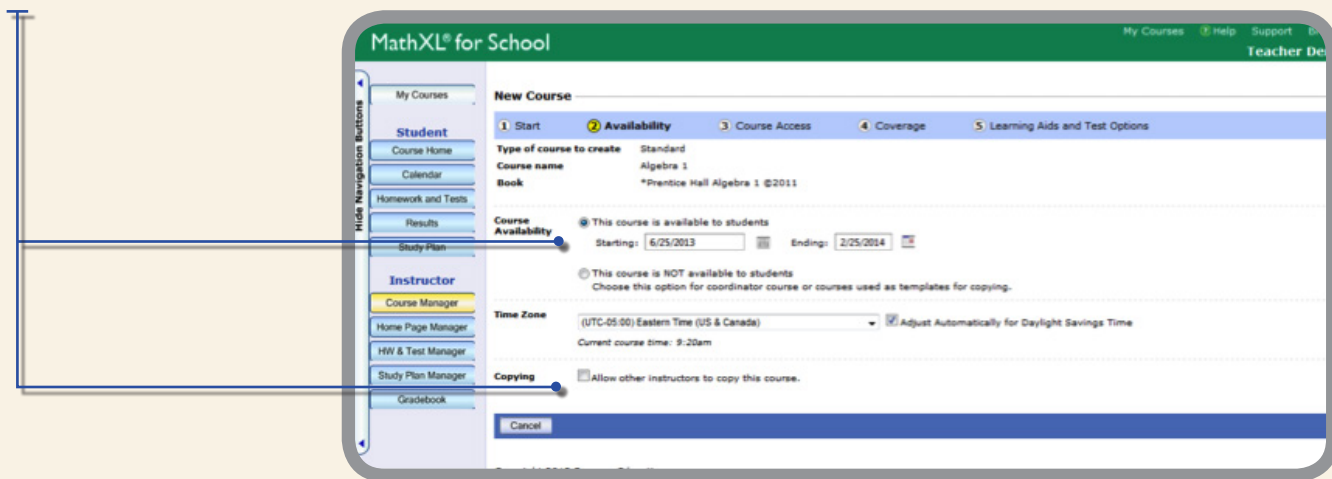 MathXL® for School
My Courses ? Help Support
Teacher
Hide Navigation Buttons
My Courses
Student
Course Home
Calendar
Homework and Tests
Results
Study Plan
Instructor
Course Manager
Home Page Manager
HW & Test Manager
Study Plan Manager
Gradebook
New Course
1 Start 2 Availability 3 Course Access 4 Coverage 5 Learning Aids and Test Options
Type of course to create Standard
Course name Algebra 1
Book *Prentice Hall Algebra 1 ©2011
Course Availability This course is available to students
Starting: 6/25/2013 Ending: 2/25/2014
This course is NOT available to students
Choose this option for coordinator course or courses used as templates for copying.
Time Zone (UTC-05:00) Eastern Time (US & Canada) Adjust Automatically for Daylight Savings Time
Current course time: 9:20am
Copying Allow other instructors to copy this course.
Cancel